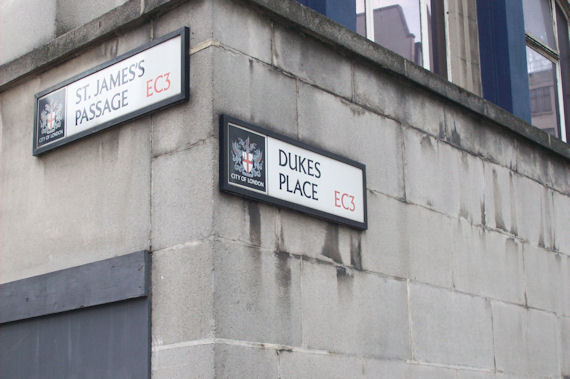 ST. JAMES'S
PASSAGE EC3
CITY OF LONDON
DUKES
PLACE EC3
CITY OF LONDON